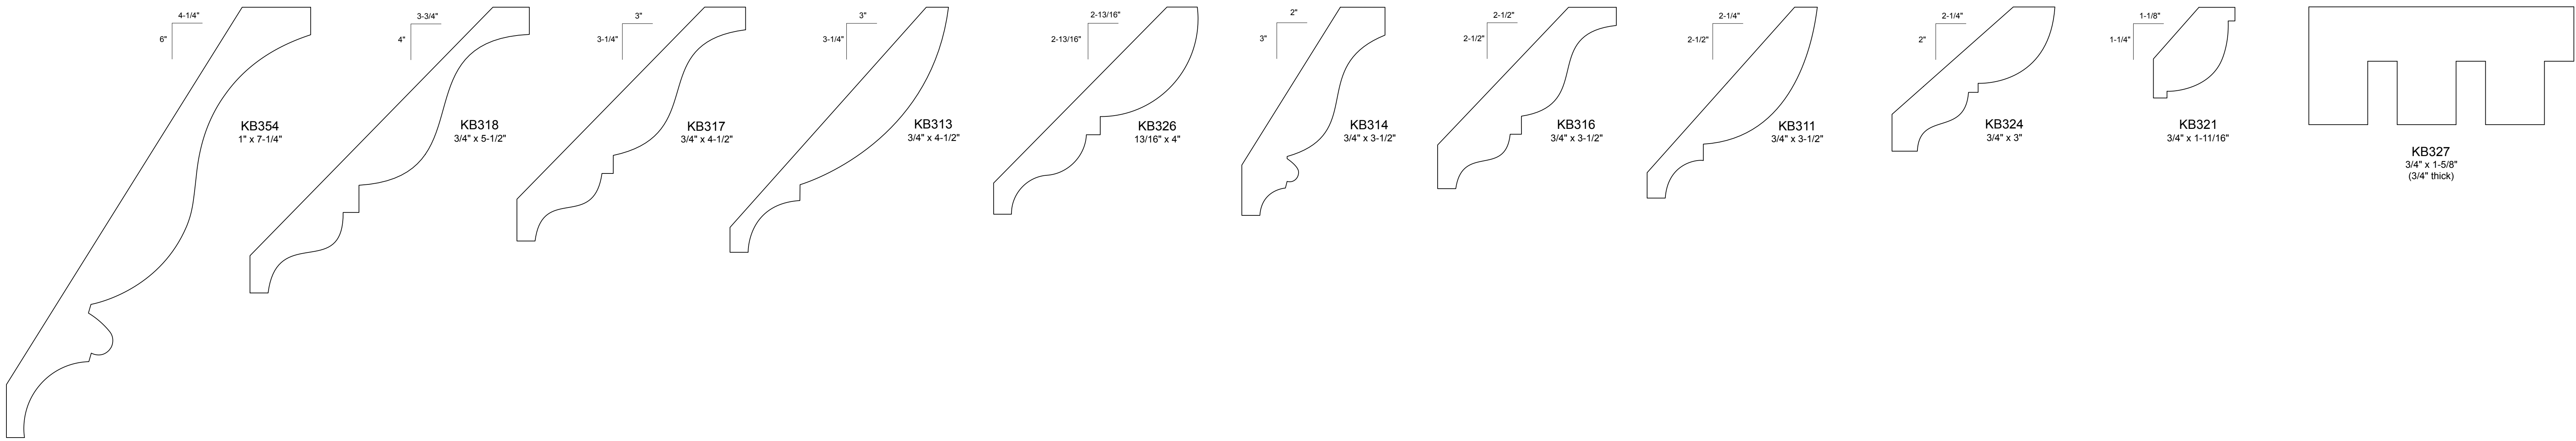 4-1/4"
6"
KB354
1" x 7-1/4"
3-3/4"
4"
KB318
3/4" x 5-1/2"
3"
3-1/4"
KB317
3/4" x 4-1/2"
3"
3-1/4"
KB313
3/4" x 4-1/2"
2-13/16"
2-13/16"
KB326
13/16" x 4"
2"
3"
KB314
3/4" x 3-1/2"
2-1/2"
2-1/2"
KB316
3/4" x 3-1/2"
2-1/4"
2-1/2"
KB311
3/4" x 3-1/2"
2-1/4"
2"
KB324
3/4" x 3"
1-1/8"
1-1/4"
KB321
3/4" x 1-11/16"
KB327
3/4" x 1-5/8"
(3/4" thick)